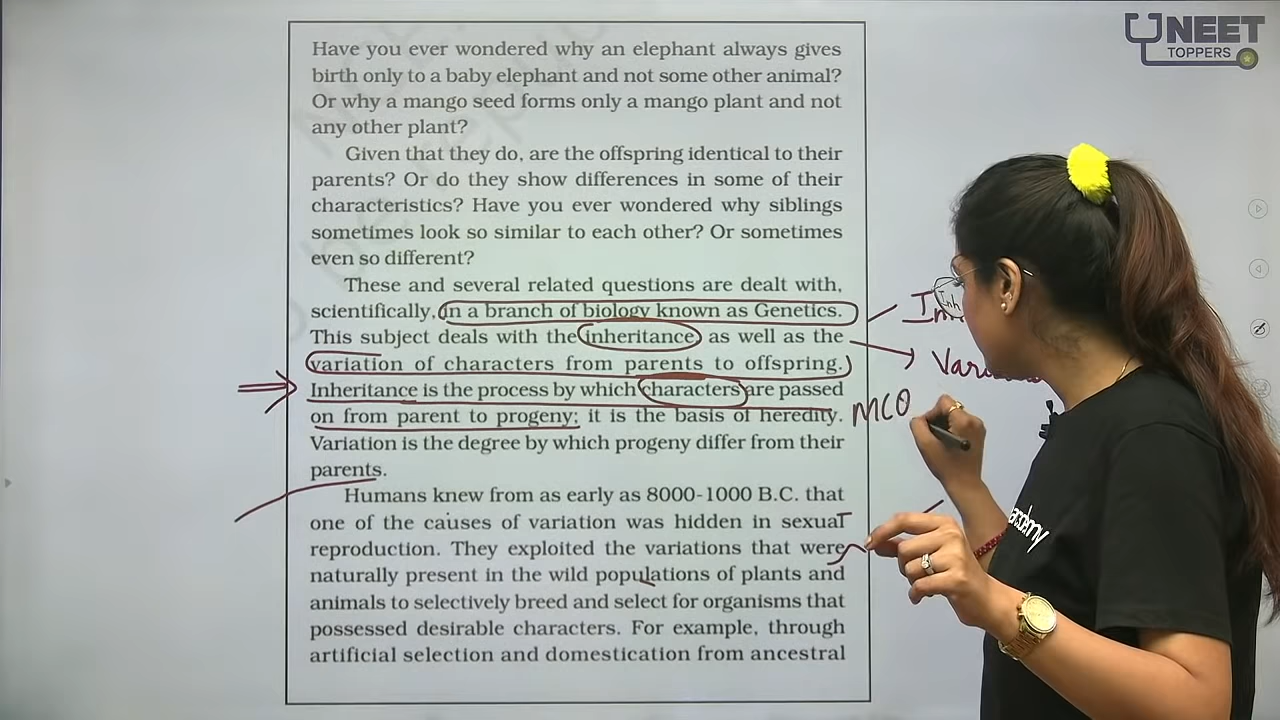 NEET
TOPPERS
Have you ever wondered why an elephant always gives
birth only to a baby elephant and not some other animal?
Or why a mango seed forms only a mango plant and not
any other plant?
Given that they do, are the offspring identical to their
parents? Or do they show differences in some of their
characteristics? Have you ever wondered why siblings
sometimes look so similar to each other? Or sometimes
even so different?
These and several related questions are dealt with,
scientifically, in a branch of biology known as Genetics.
This subject deals with the inheritance, as well as the
variation of characters from parents to offspring.
Inheritance is the process by which characters are passed
on from parent to progeny; it is the basis of heredity.
Variation is the degree by which progeny differ from their
parents.
Humans knew from as early as 8000-1000 B.C. that
one of the causes of variation was hidden in sexual
reproduction. They exploited the variations that were
naturally present in the wild populations of plants and
animals to selectively breed and select for organisms that
possessed desirable characters. For example, through
artificial selection and domestication from ancestral
MCQ